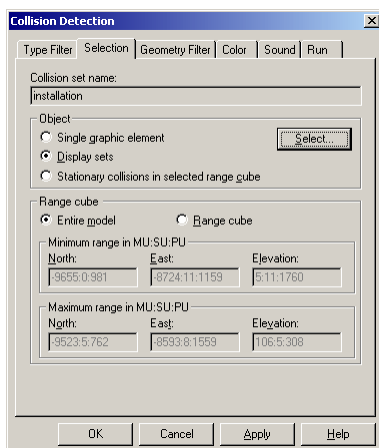 Collision Detection
Type Filter Selection Geometry Filter Color Sound Run
Collision set name:
installation
Object
Single graphic element
Select...
Display sets
Stationary collisions in selected range cube
Range cube
Entire model Range cube
Minimum range in MU:SU:PU
North: East: Elevation:
-9655:0:981 -8724:11:1159 5:11:1760
Maximum range in MU:SU:PU
North: East: Elevation:
-9523:5:762 -8593:8:1559 106:5:308
OK Cancel Apply Help